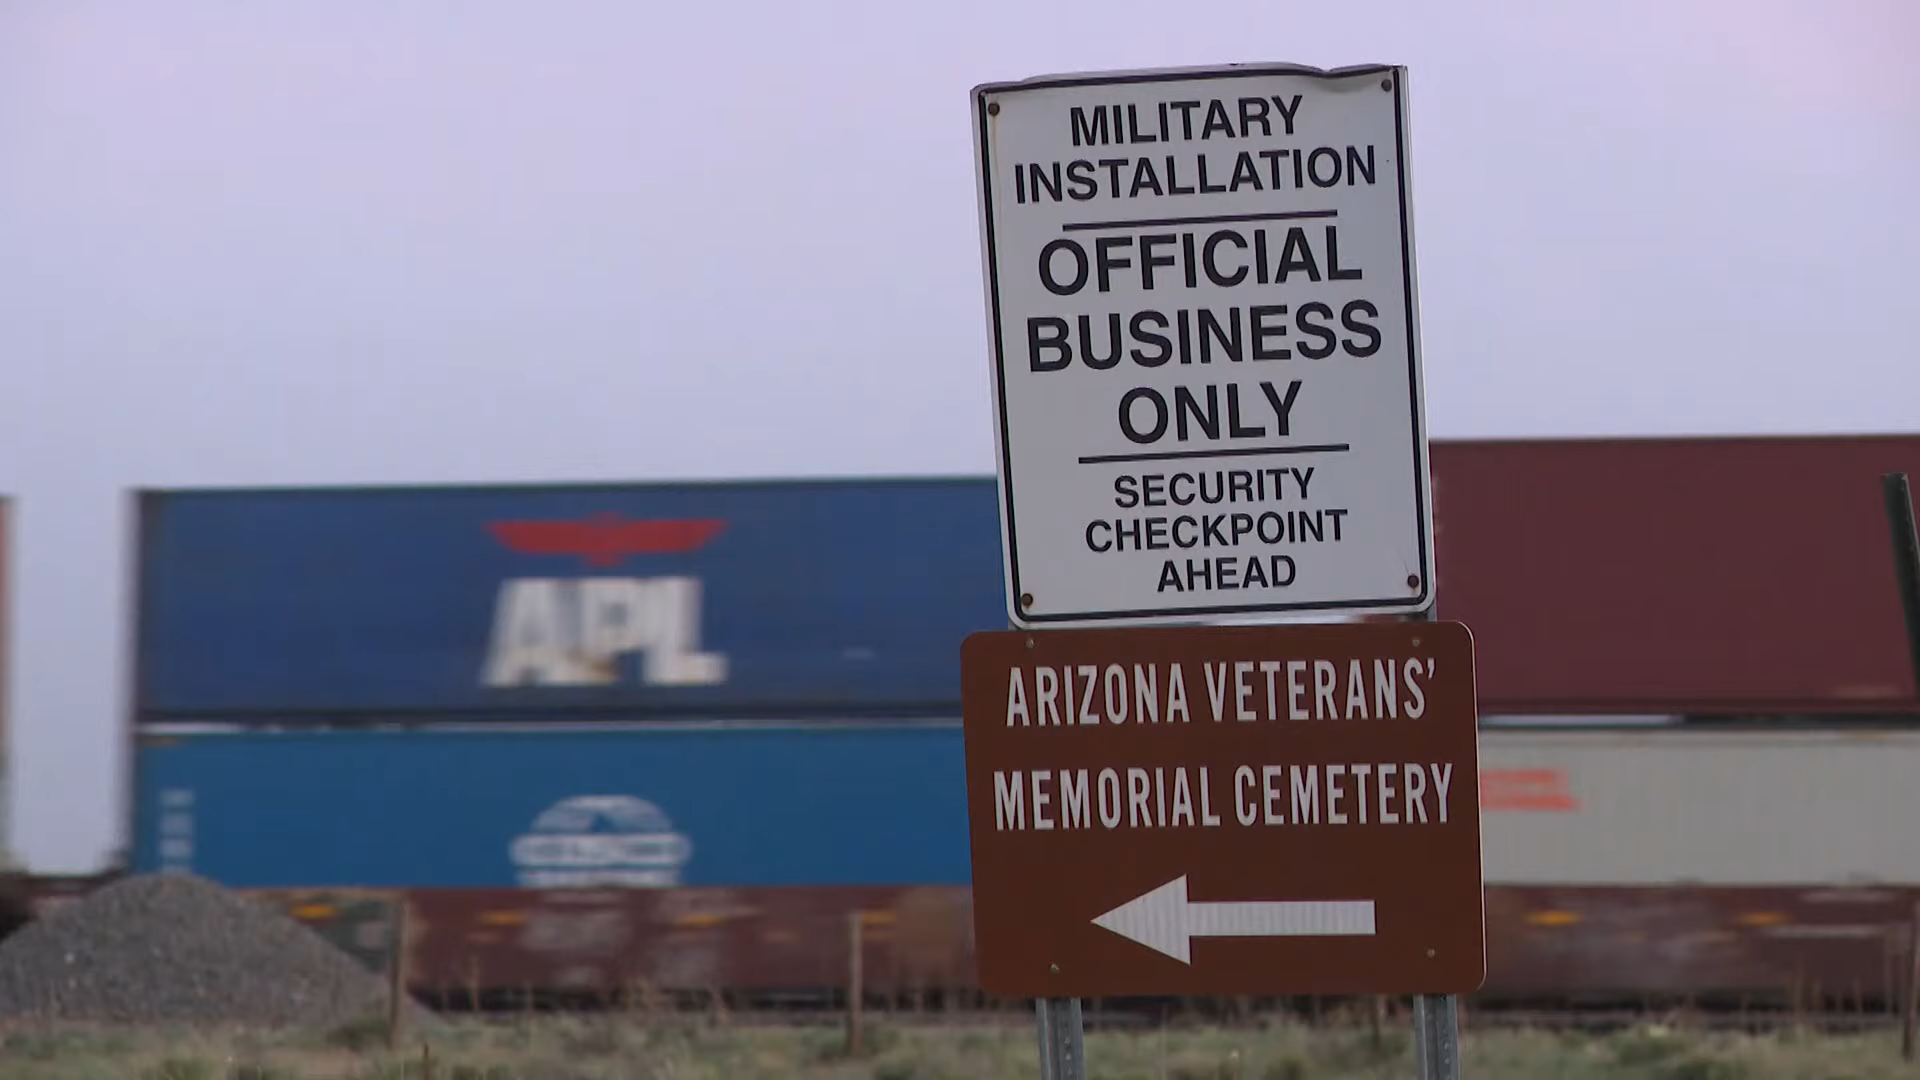 MILITARY
INSTALLATION
OFFICIAL
BUSINESS
ONLY
SECURITY
CHECKPOINT
AHEAD
ARIZONA VETERANS'
MEMORIAL CEMETERY
APL